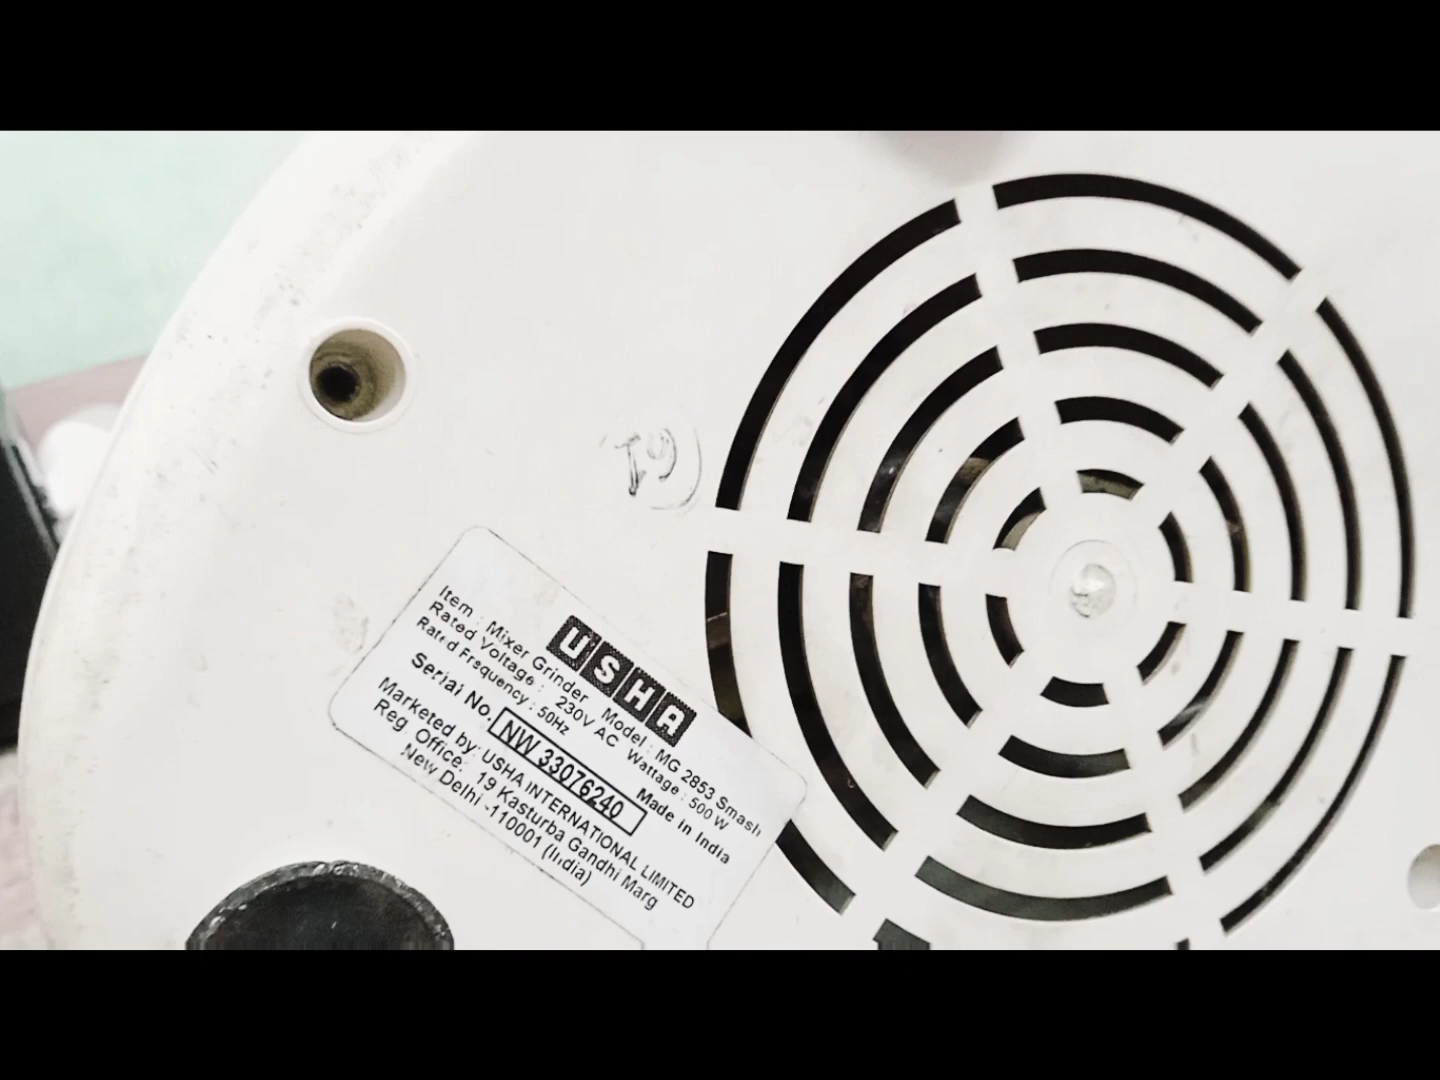 USHA
Item : Mixer Grinder Model : MG 2853 Smash
Rated Voltage : 230V AC Wattage : 500 W
Rated Frequency : 50Hz Made in India
Serial No. NW 33076240
Marketed by: USHA INTERNATIONAL LIMITED
Reg Office: 19 Kasturba Gandhi Marg
New Delhi -110001 (India)